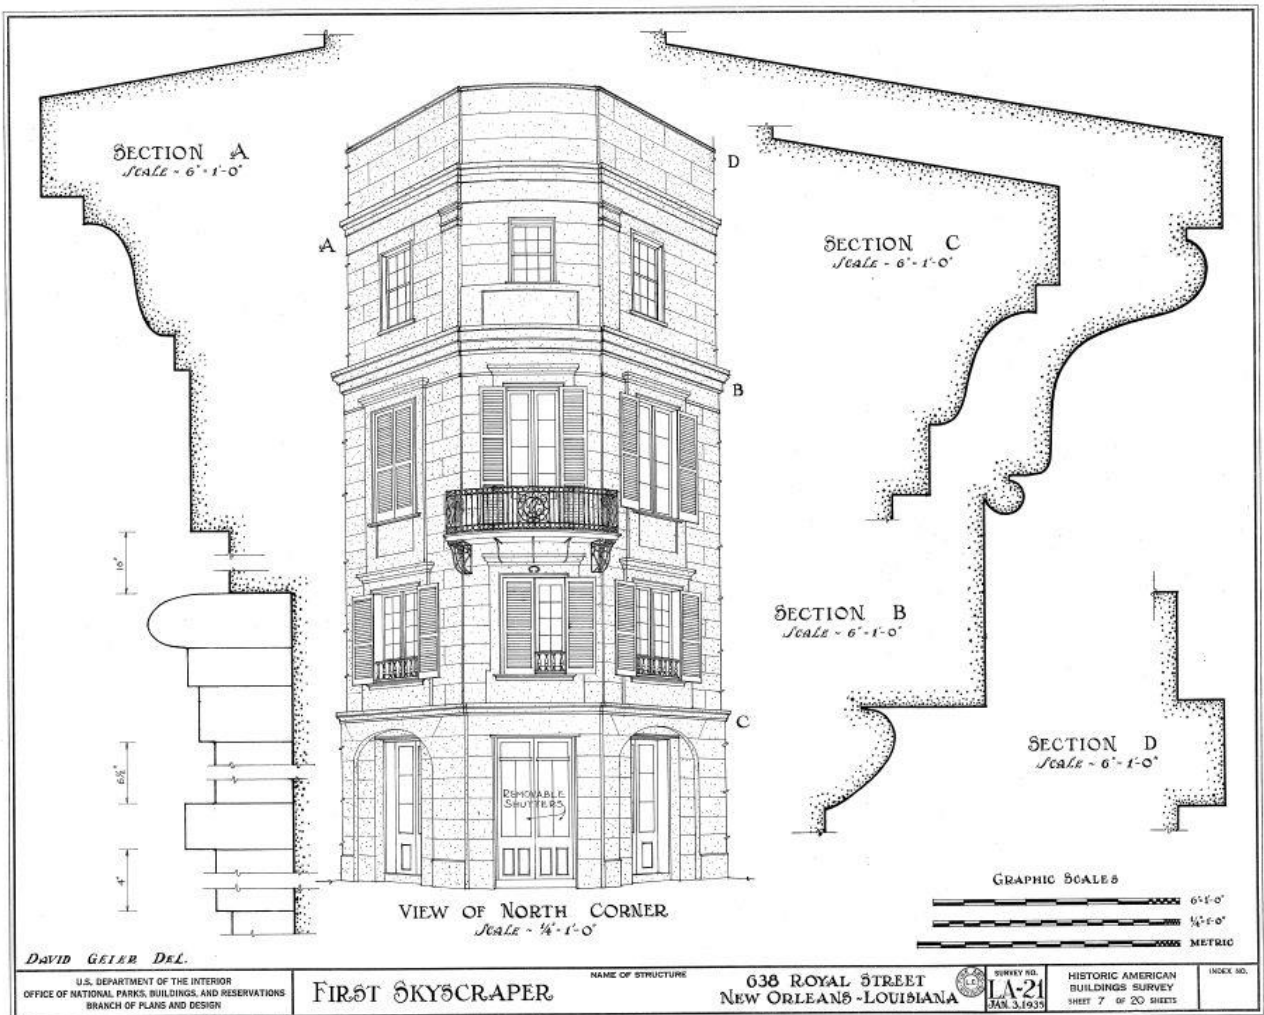 SECTION A
SCALE ~ 6" = 1'-0"
D
A
SECTION C
SCALE ~ 6" = 1'-0"
B
16"
SECTION B
SCALE ~ 6" = 1'-0"
C
SECTION D
SCALE ~ 6" = 1'-0"
6½"
REMOVABLE
SHUTTERS
4"
GRAPHIC SCALES
6"=1'-0"
¼"=1'-0"
METRIC
VIEW OF NORTH CORNER
SCALE ~ ¼" = 1'-0"
DAVID GEIER DEL.
U.S. DEPARTMENT OF THE INTERIOR
OFFICE OF NATIONAL PARKS, BUILDINGS, AND RESERVATIONS
BRANCH OF PLANS AND DESIGN
NAME OF STRUCTURE
FIRST SKYSCRAPER
638 ROYAL STREET
NEW ORLEANS - LOUISIANA
SURVEY NO.
LA-21
JAN. 3, 1935
HISTORIC AMERICAN
BUILDINGS SURVEY
SHEET 7 OF 20 SHEETS
INDEX NO.